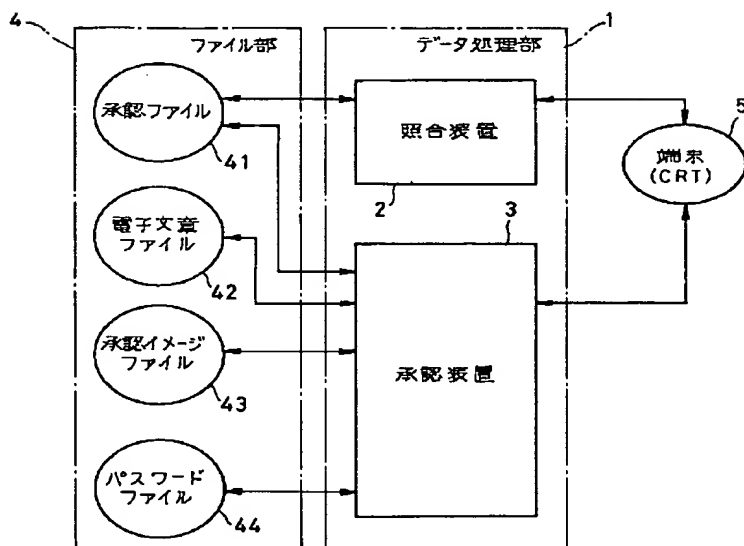 4
ファイル部
データ処理部
1
承認ファイル
41
照合装置
2
端末
(CRT)
5
電子文章
ファイル
42
3
承認イメージ
ファイル
43
承認装置
パスワード
ファイル
44